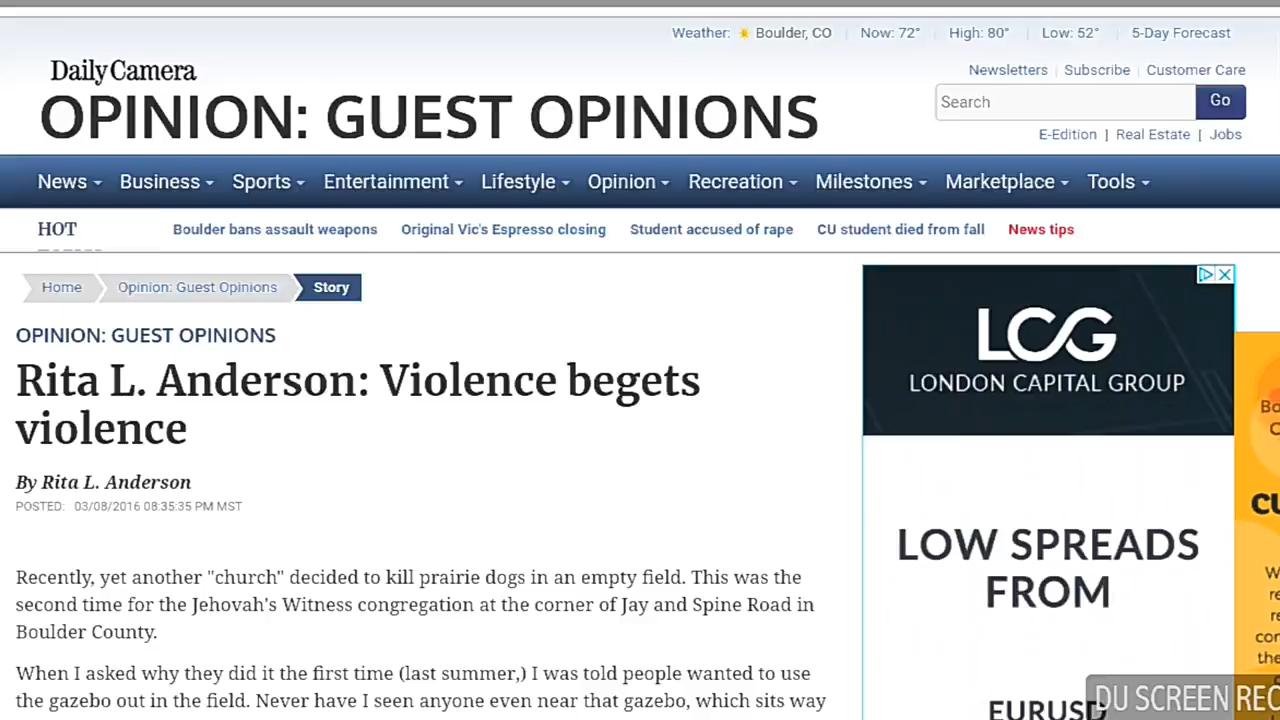 Weather: Boulder, CO Now: 72° High: 80° Low: 52° 5-Day Forecast
Daily Camera
OPINION: GUEST OPINIONS
Newsletters Subscribe Customer Care
Search Go
E-Edition | Real Estate | Jobs
News Business Sports Entertainment Lifestyle Opinion Recreation Milestones Marketplace Tools
HOT Boulder bans assault weapons Original Vic's Espresso closing Student accused of rape CU student died from fall News tips
Home Opinion: Guest Opinions Story
OPINION: GUEST OPINIONS
Rita L. Anderson: Violence begets
violence
By Rita L. Anderson
POSTED: 03/08/2016 08:35:35 PM MST
Recently, yet another "church" decided to kill prairie dogs in an empty field. This was the
second time for the Jehovah's Witness congregation at the corner of Jay and Spine Road in
Boulder County.
When I asked why they did it the first time (last summer,) I was told people wanted to use
the gazebo out in the field. Never have I seen anyone even near that gazebo, which sits way
LCG
LONDON CAPITAL GROUP
LOW SPREADS
FROM
EURUSD
DU SCREEN REC